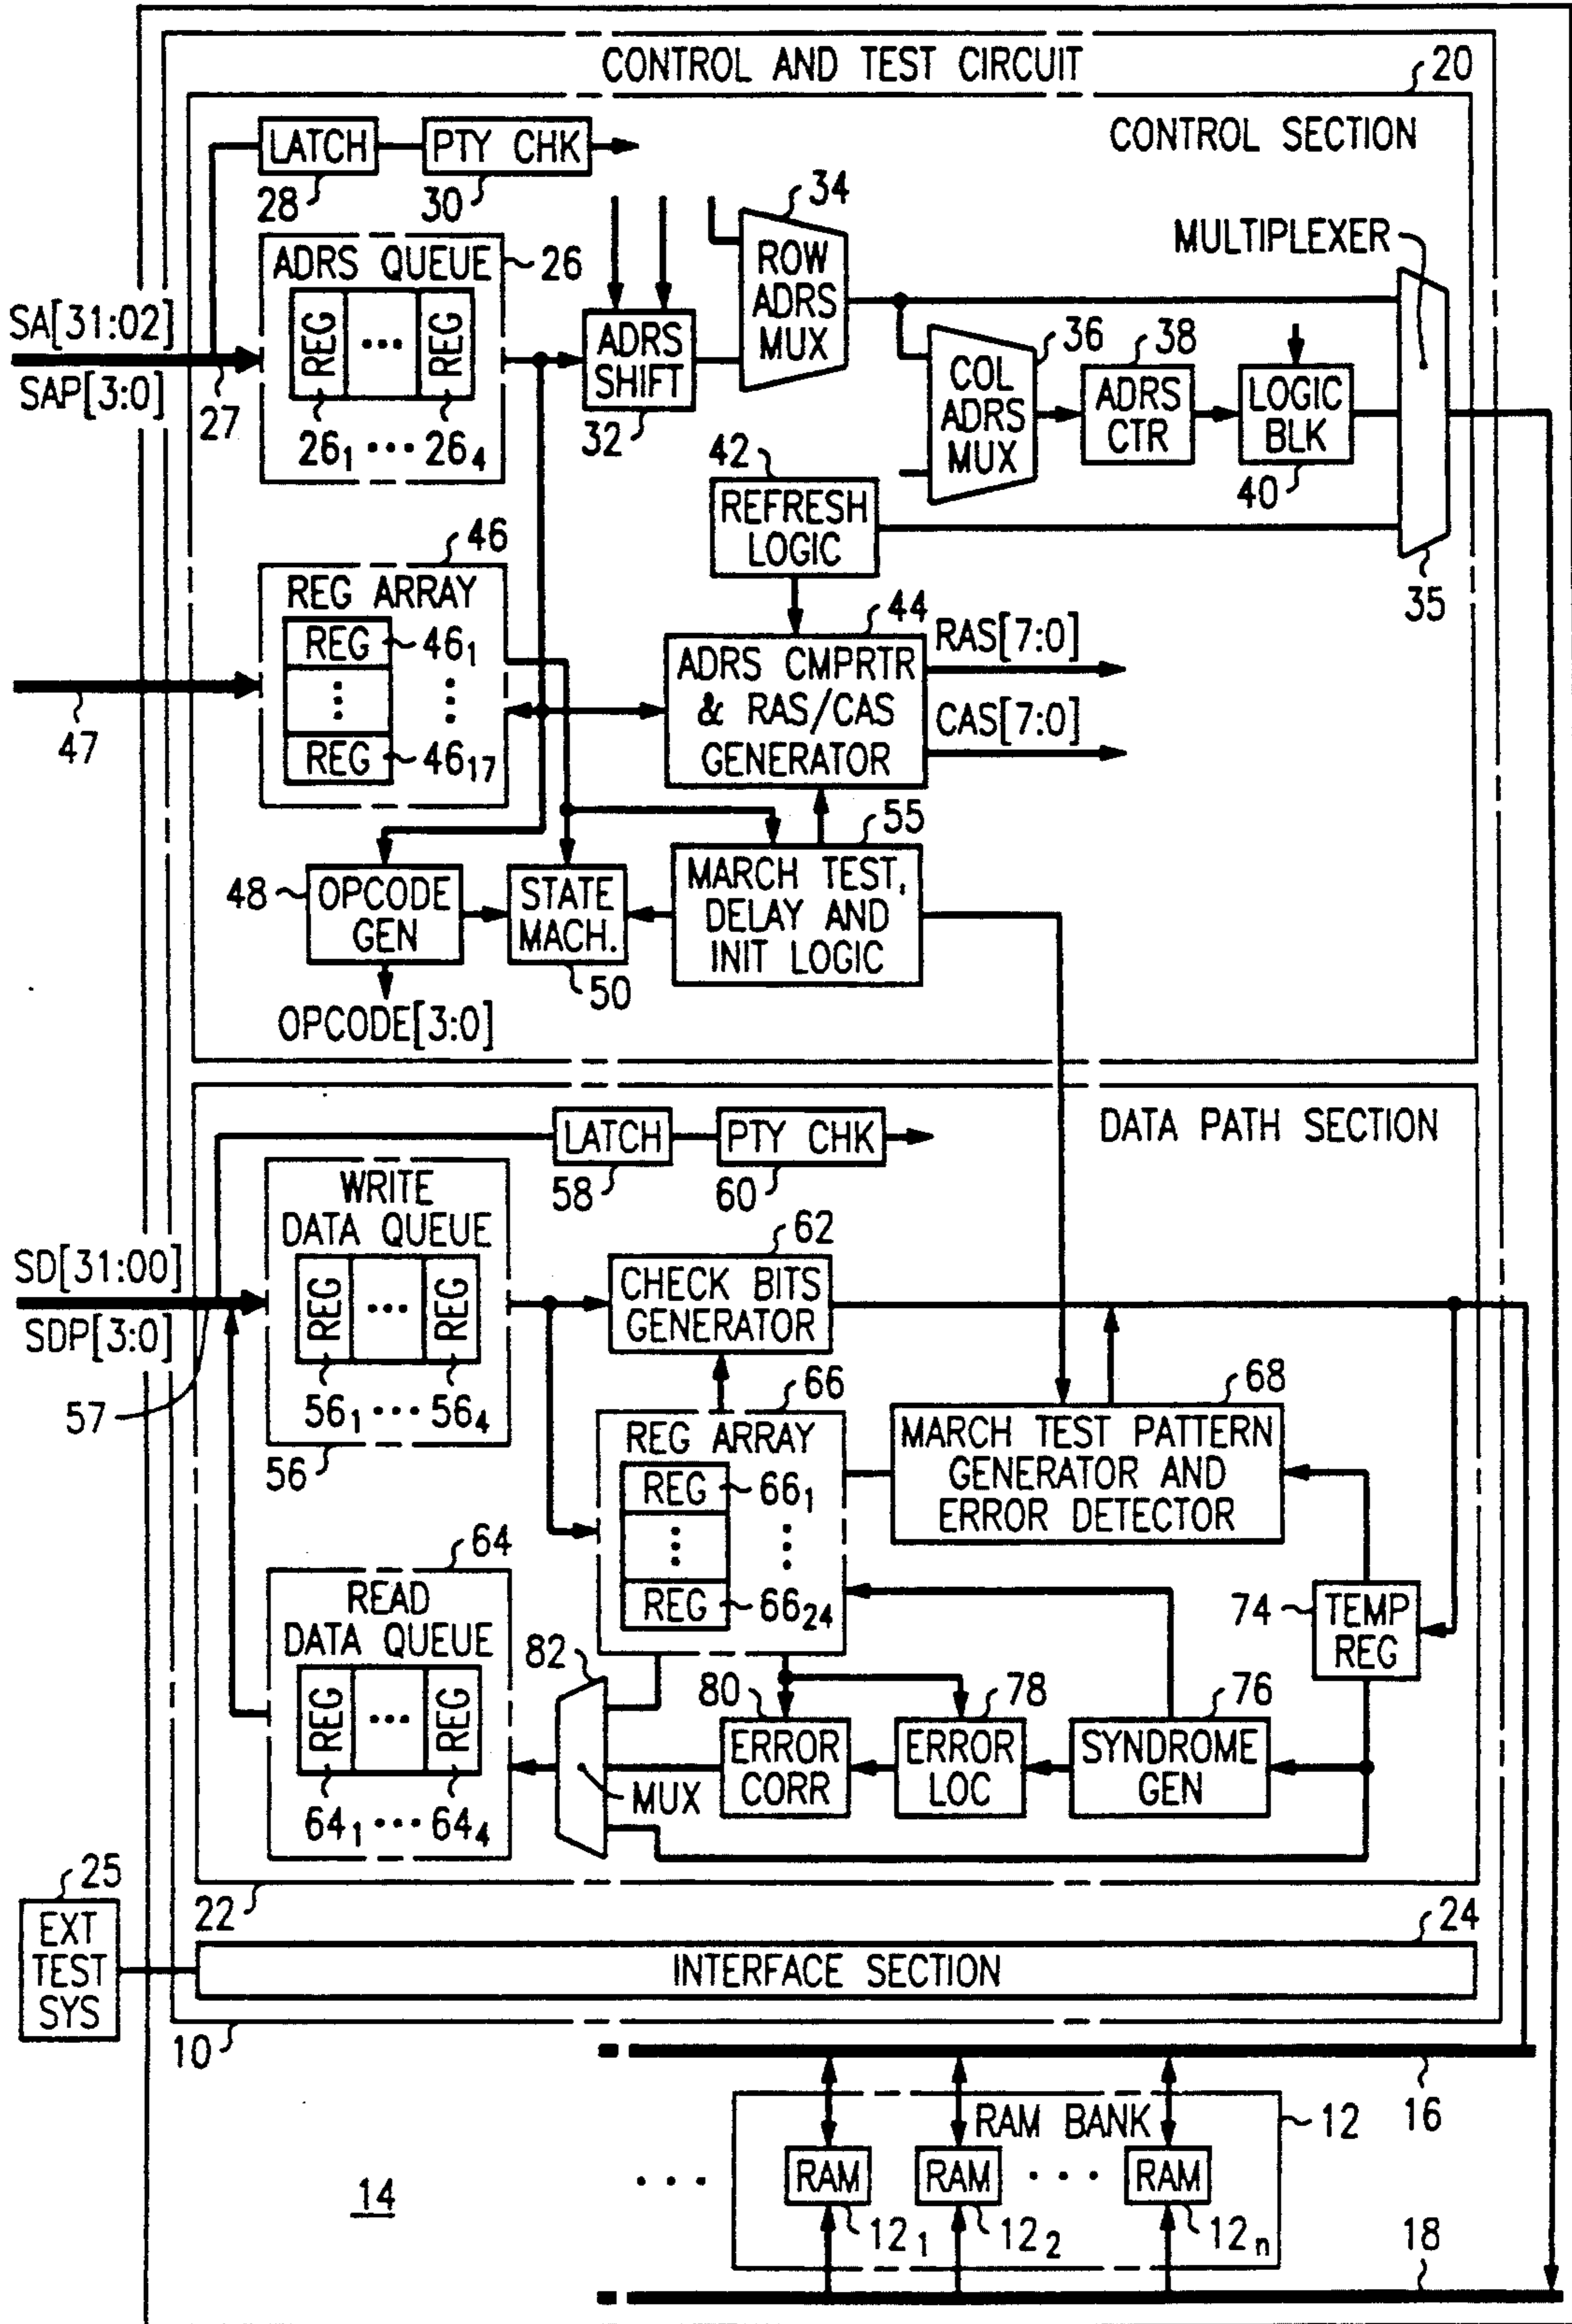 CONTROL AND TEST CIRCUIT
20
CONTROL SECTION
LATCH
PTY CHK
28
30
34
MULTIPLEXER
ADRS QUEUE
26
ROW
ADRS
MUX
SA[31:02]
SAP[3:0]
27
REG
...
REG
26₁ ... 26₄
ADRS
SHIFT
32
36
COL
ADRS
MUX
38
ADRS
CTR
LOGIC
BLK
40
35
42
REFRESH
LOGIC
46
REG ARRAY
REG
46₁
REG
46₁₇
47
44
ADRS CMPRTR
& RAS/CAS
GENERATOR
RAS[7:0]
CAS[7:0]
48
OPCODE
GEN
STATE
MACH.
50
55
MARCH TEST,
DELAY AND
INIT LOGIC
OPCODE[3:0]
DATA PATH SECTION
LATCH
PTY CHK
58
60
WRITE
DATA QUEUE
SD[31:00]
SDP[3:0]
57
REG
...
REG
56₁ ... 56₄
56
62
CHECK BITS
GENERATOR
66
REG ARRAY
REG
66₁
REG
66₂₄
68
MARCH TEST PATTERN
GENERATOR AND
ERROR DETECTOR
64
READ
DATA QUEUE
REG
...
REG
64₁ ... 64₄
74
TEMP
REG
82
MUX
80
ERROR
CORR
78
ERROR
LOC
76
SYNDROME
GEN
22
25
EXT
TEST
SYS
24
INTERFACE SECTION
10
16
RAM BANK
12
... RAM
RAM
...
RAM
12₁
12₂
12ₙ
14
18